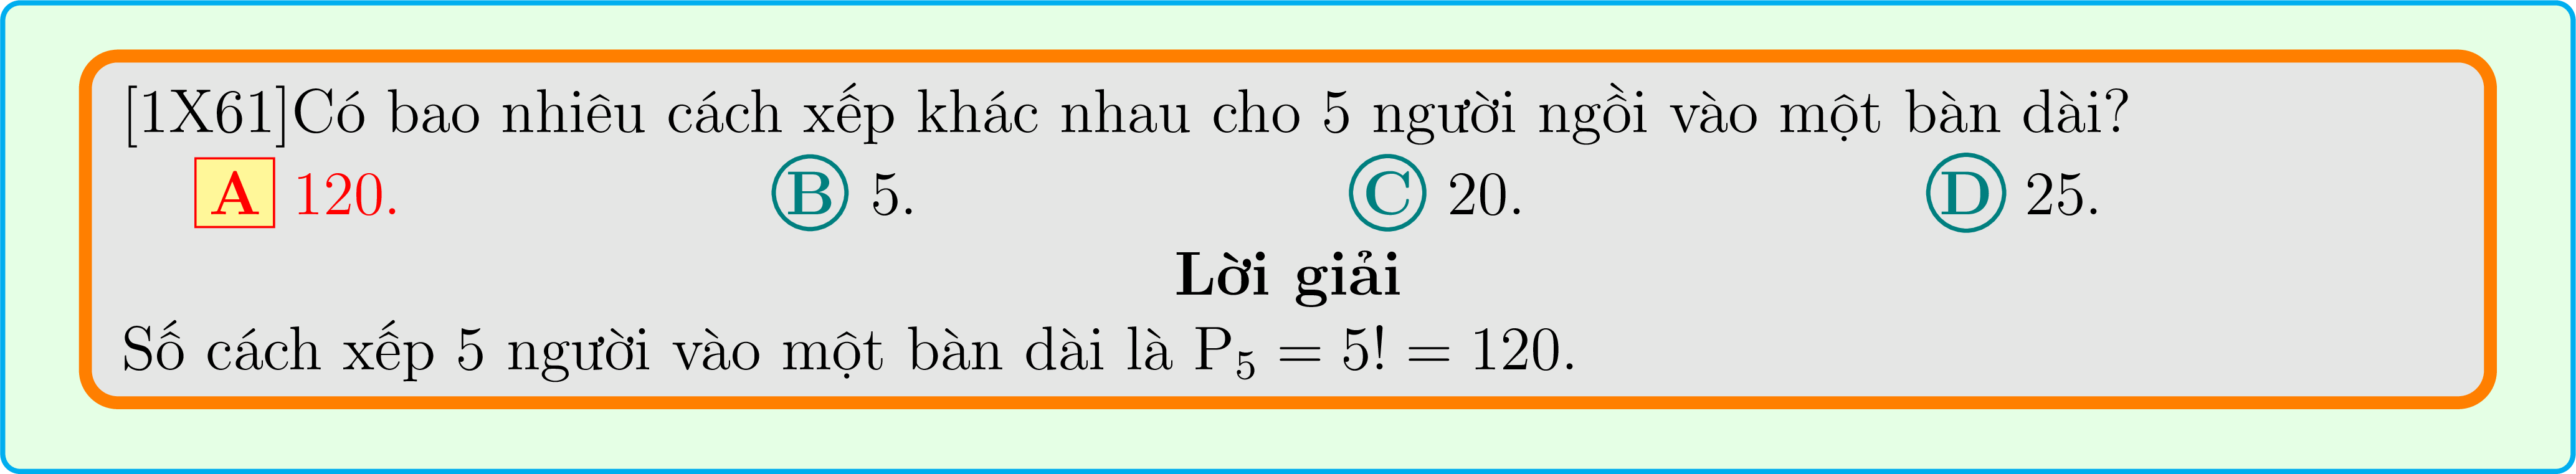 [1X61]Có bao nhiêu cách xếp khác nhau cho 5 người ngồi vào một bàn dài?
A 120. B 5. C 20. D 25.
Lời giải
Số cách xếp 5 người vào một bàn dài là P₅ = 5! = 120.